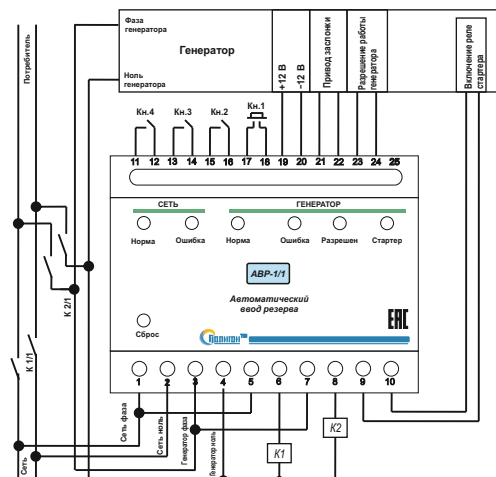 Потребитель
Фаза
генератора
Генератор
Ноль
генератора
+12 В
-12 В
Привод заслонки
Разрешение работы
генератора
Включение реле
стартера
Кн.4
Кн.3
Кн.2
Кн.1
11
12
13
14
15
16
17
18
19
20
21
22
23
24
25
СЕТЬ
ГЕНЕРАТОР
Норма
Ошибка
Норма
Ошибка
Разрешен
Стартер
АВР-1/1
Автоматический
ввод резерва
Сброс
Полигон
ЕАС
К 2/1
К 1/1
1
2
3
4
5
6
7
8
9
10
Сеть
Сеть фаза
Сеть ноль
Генератор фаза
Генератор ноль
К1
К2